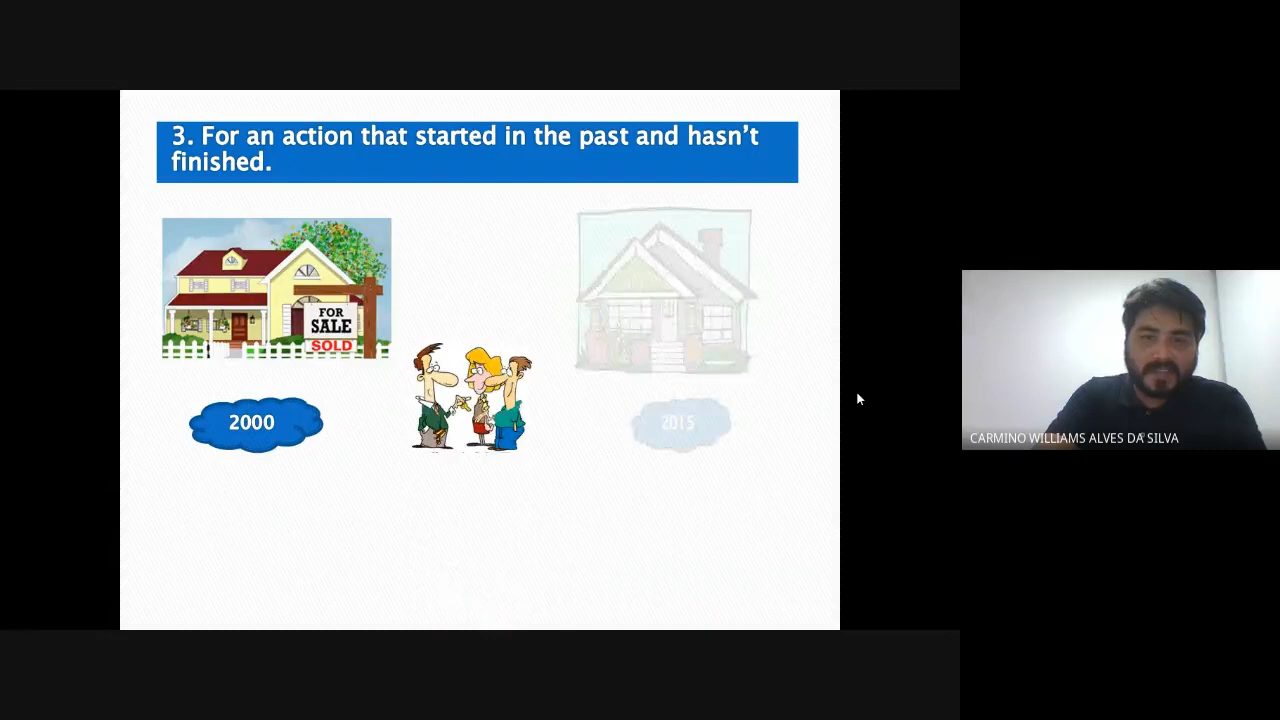 3. For an action that started in the past and hasn’t
finished.
FOR
SALE
SOLD
2000
2015
CARMINO WILLIAMS ALVES DA SILVA